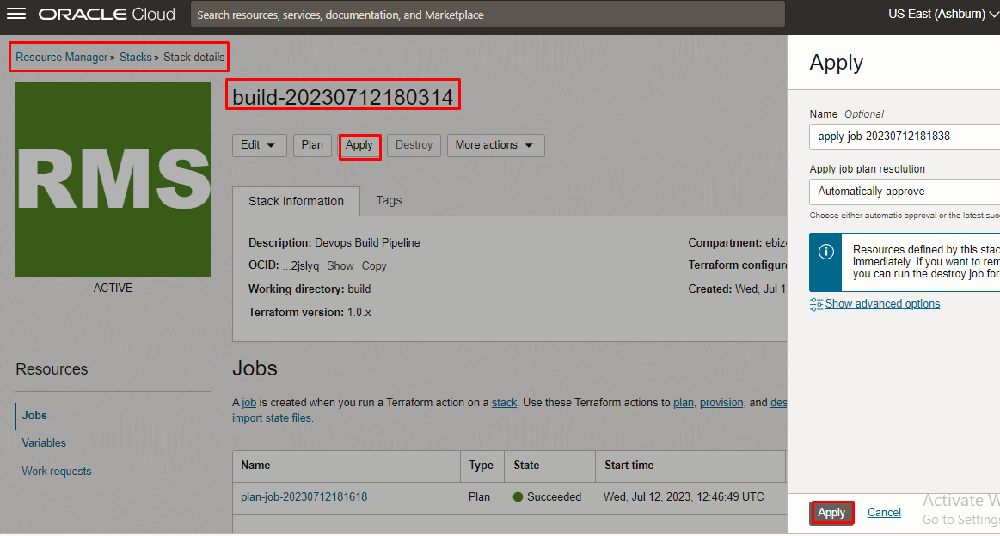 ORACLE Cloud
Search resources, services, documentation, and Marketplace
US East (Ashburn)
Resource Manager » Stacks » Stack details
RMS
ACTIVE
build-20230712180314
Edit
Plan
Apply
Destroy
More actions
Stack information
Tags
Description: Devops Build Pipeline
OCID: ...2jslyq Show Copy
Working directory: build
Terraform version: 1.0.x
Compartment: ebiz
Terraform configura
Created: Wed, Jul 1
Resources
Jobs
Variables
Work requests
Jobs
A job is created when you run a Terraform action on a stack. Use these Terraform actions to plan, provision, and des
import state files.
Name Type State Start time
plan-job-20230712181618 Plan Succeeded Wed, Jul 12, 2023, 12:46:49 UTC
Apply
Name Optional
apply-job-20230712181838
Apply job plan resolution
Automatically approve
Choose either automatic approval or the latest suc
Resources defined by this stac
immediately. If you want to rem
you can run the destroy job for
Show advanced options
Apply
Cancel
Activate W
Go to Settings